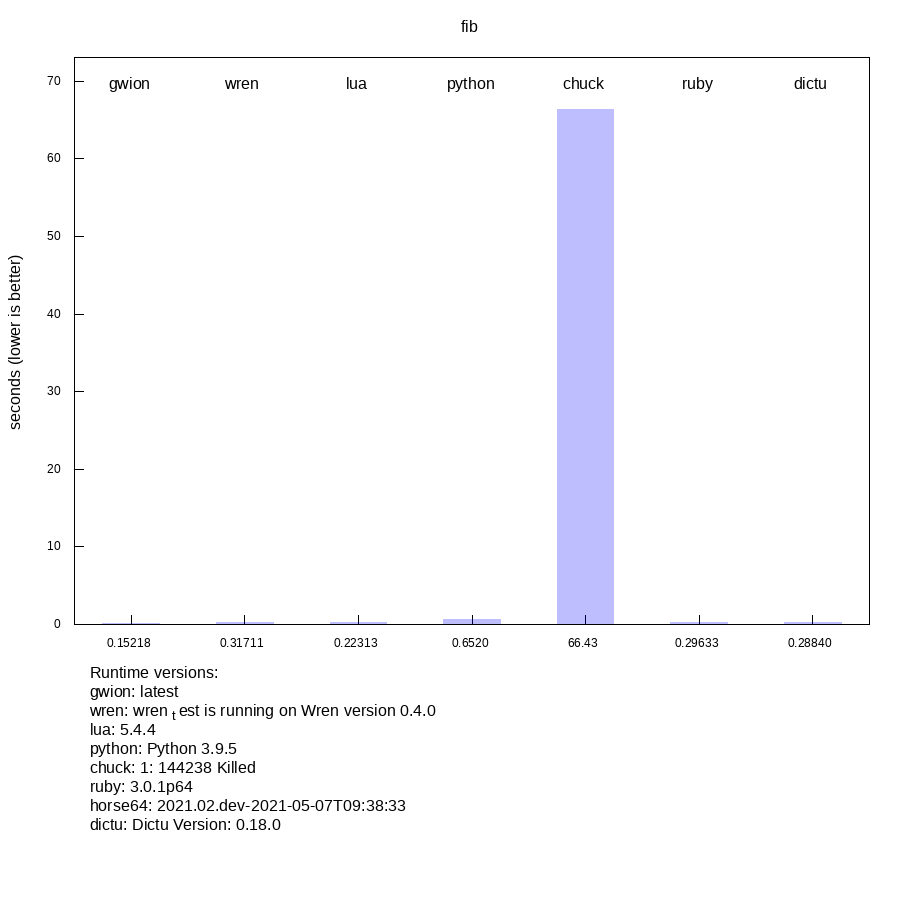 fib
gwion wren lua python chuck ruby dictu
seconds (lower is better)
70
60
50
40
30
20
10
0
0.15218 0.31711 0.22313 0.6520 66.43 0.29633 0.28840
Runtime versions:
gwion: latest
wren: wren t est is running on Wren version 0.4.0
lua: 5.4.4
python: Python 3.9.5
chuck: 1: 144238 Killed
ruby: 3.0.1p64
horse64: 2021.02.dev-2021-05-07T09:38:33
dictu: Dictu Version: 0.18.0